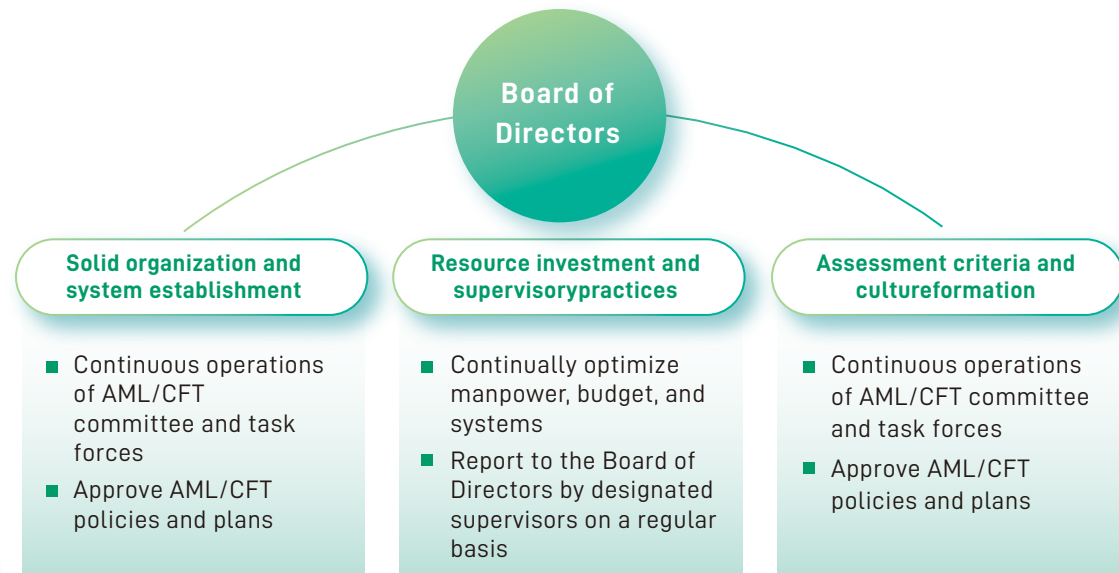 Board of
Directors
Solid organization and
system establishment
■ Continuous operations
of AML/CFT
committee and task
forces
■ Approve AML/CFT
policies and plans
Resource investment and
supervisorypractices
■ Continually optimize
manpower, budget, and
systems
■ Report to the Board of
Directors by designated
supervisors on a regular
basis
Assessment criteria and
cultureformation
■ Continuous operations
of AML/CFT committee
and task forces
■ Approve AML/CFT
policies and plans